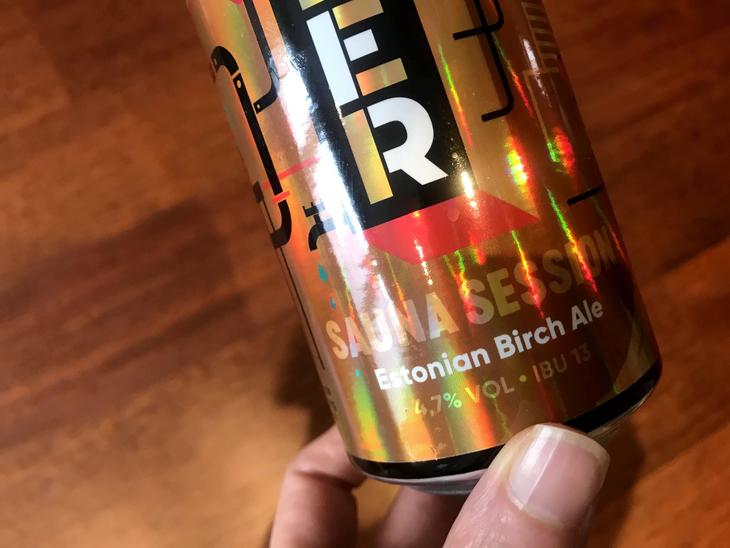 ER
SAUNA SESSION
Estonian Birch Ale
4,7% VOL • IBU 13